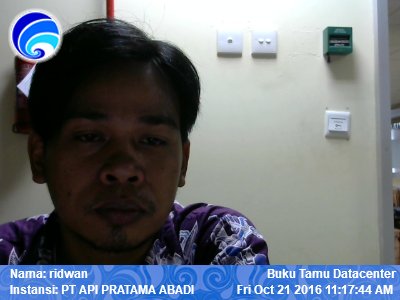 Nama: ridwan Buku Tamu Datacenter
Instansi: PT API PRATAMA ABADI Fri Oct 21 2016 11:17:44 AM